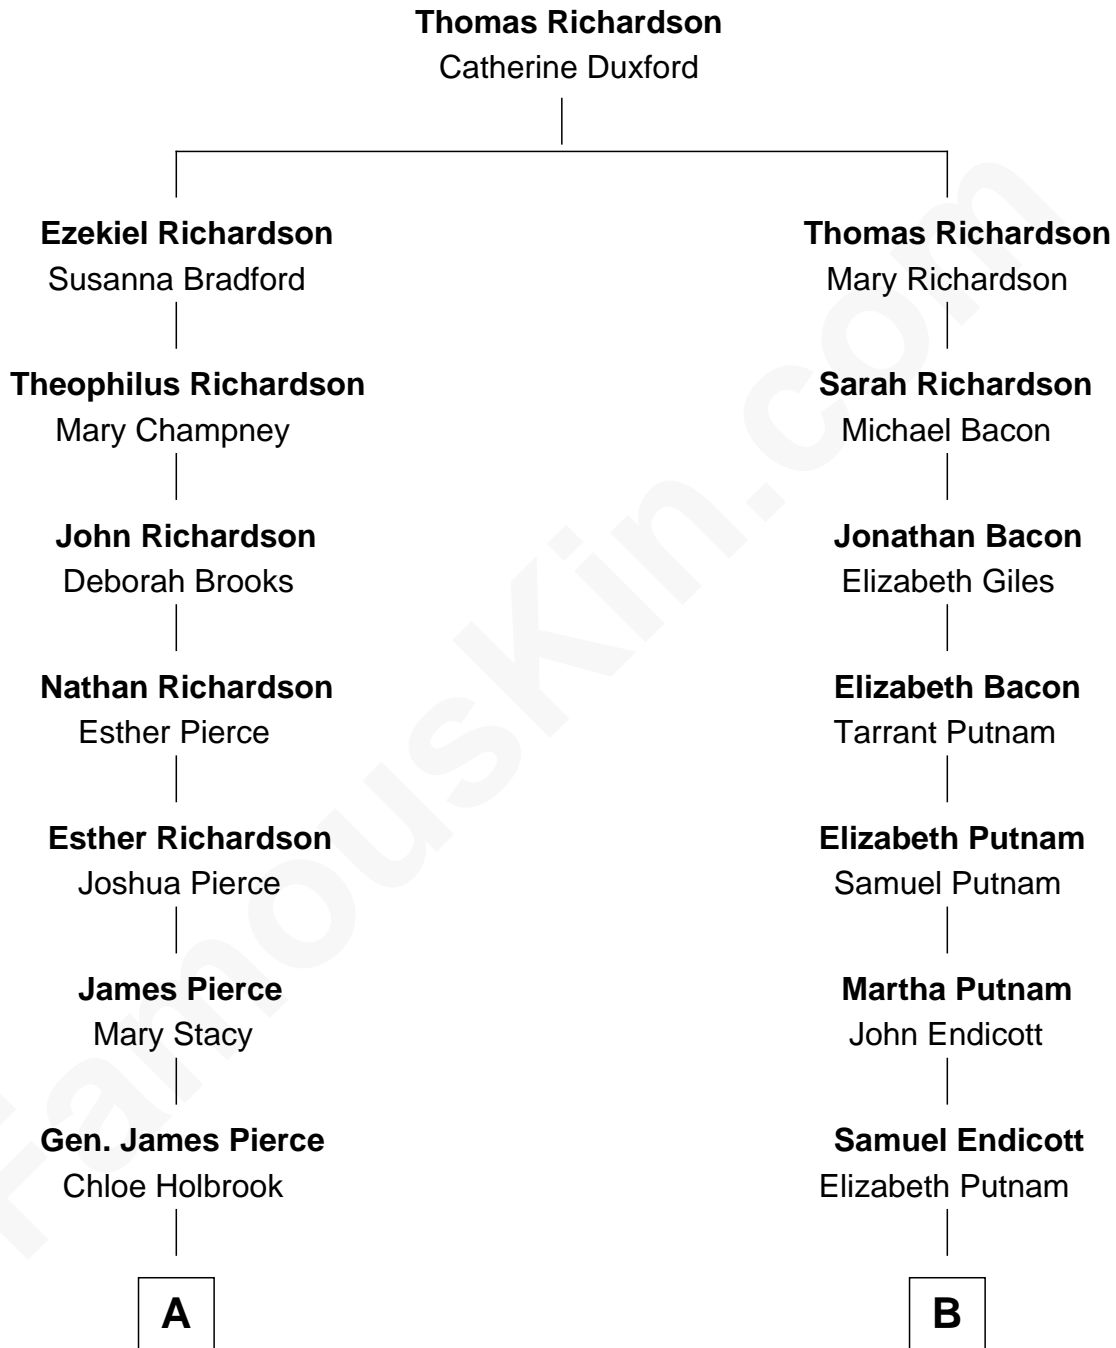 Thomas Richardson
Catherine Duxford
Ezekiel Richardson
Susanna Bradford
Theophilus Richardson
Mary Champney
John Richardson
Deborah Brooks
Nathan Richardson
Esther Pierce
Esther Richardson
Joshua Pierce
James Pierce
Mary Stacy
Gen. James Pierce
Chloe Holbrook
A
Thomas Richardson
Mary Richardson
Sarah Richardson
Michael Bacon
Jonathan Bacon
Elizabeth Giles
Elizabeth Bacon
Tarrant Putnam
Elizabeth Putnam
Samuel Putnam
Martha Putnam
John Endicott
Samuel Endicott
Elizabeth Putnam
B
FamousKin.com